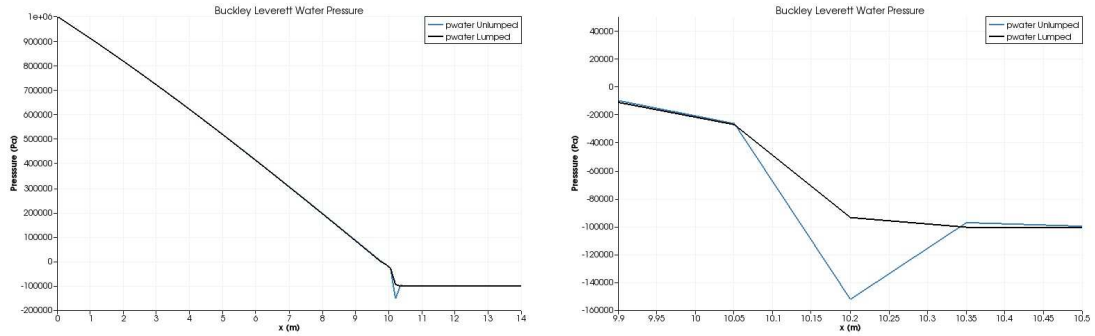 Buckley Leverett Water Pressure
1e+06
900000
800000
700000
600000
500000
400000
300000
200000
100000
0
-100000
-200000
Presssure (Pa)
0 1 2 3 4 5 6 7 8 9 10 11 12 13 14
x (m)
pwater Unlumped
pwater Lumped
Buckley Leverett Water Pressure
40000
20000
0
-20000
-40000
-60000
-80000
-100000
-120000
-140000
-160000
Presssure (Pa)
9.9 9.95 10 10.05 10.1 10.15 10.2 10.25 10.3 10.35 10.4 10.45 10.5
x (m)
pwater Unlumped
pwater Lumped